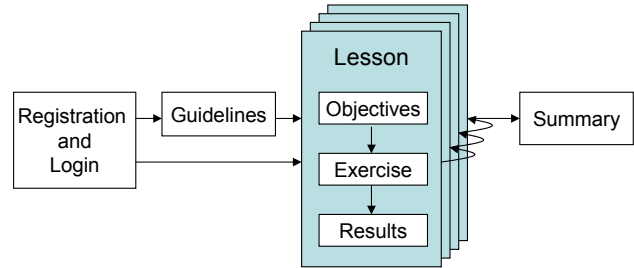 Registration
and
Login
Guidelines
Lesson
Objectives
Exercise
Results
Summary